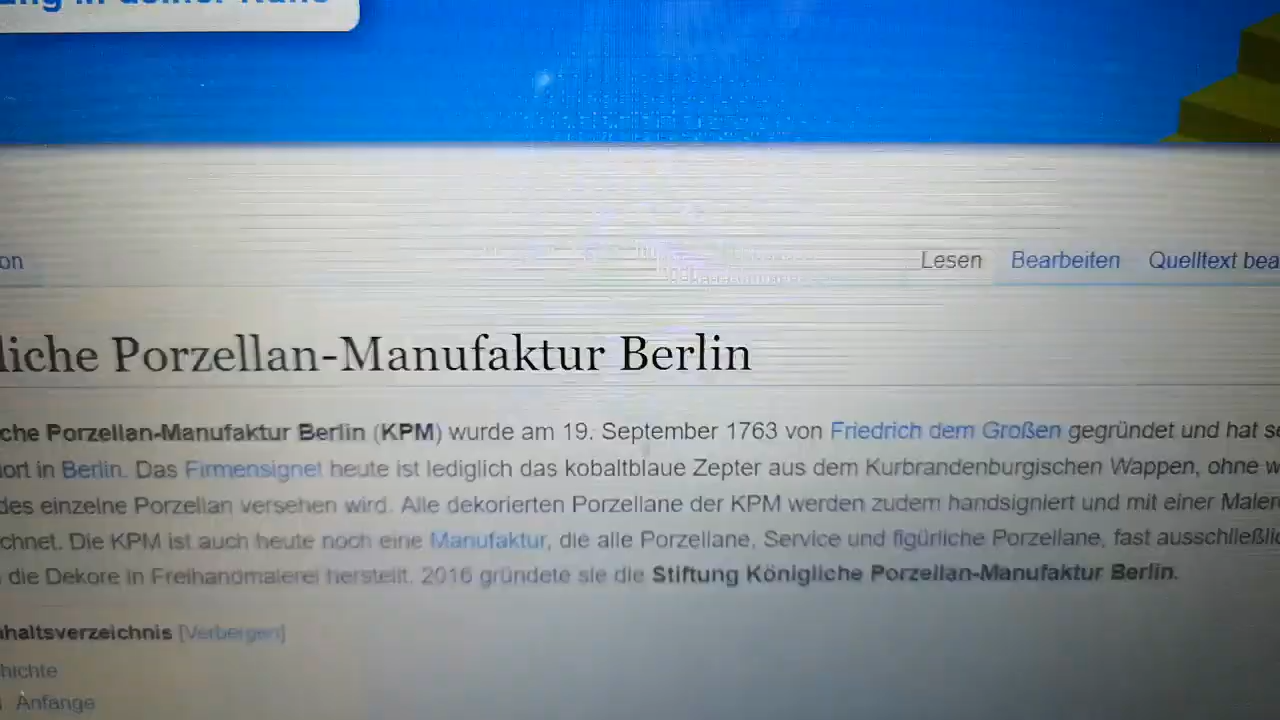 on
Lesen Bearbeiten Quelltext bea
liche Porzellan-Manufaktur Berlin
che Porzellan-Manufaktur Berlin (KPM) wurde am 19. September 1763 von Friedrich dem Großen gegründet und hat se
ort in Berlin. Das Firmensignet heute ist lediglich das kobaltblaue Zepter aus dem Kurbrandenburgischen Wappen, ohne w
des einzelne Porzellan versehen wird. Alle dekorierten Porzellane der KPM werden zudem handsigniert und mit einer Maler
chnet. Die KPM ist auch heute noch eine Manufaktur, die alle Porzellane, Service und figürliche Porzellane, fast ausschließlic
die Dekore in Freihandmalerei herstellt. 2016 gründete sie die Stiftung Königliche Porzellan-Manufaktur Berlin.
haltsverzeichnis [Verbergen]
hichte
Anfänge